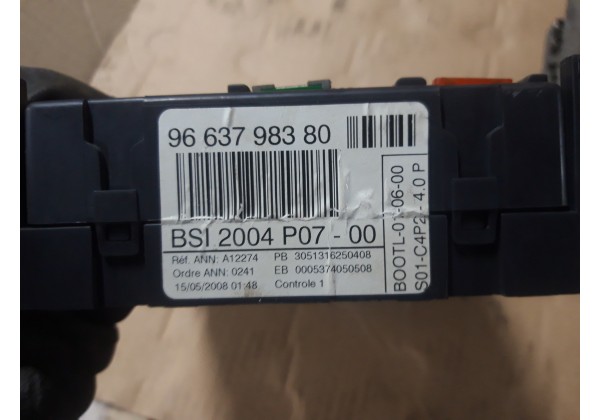 96 637 983 80
BSI 2004 P07 - 00
Réf. ANN: A12274 PB 3051316250408
Ordre ANN: 0241 EB 0005374050508
15/05/2008 01:48 Controle 1
BOOTL-01-06-00
S01-C4P2 - 4.0 P